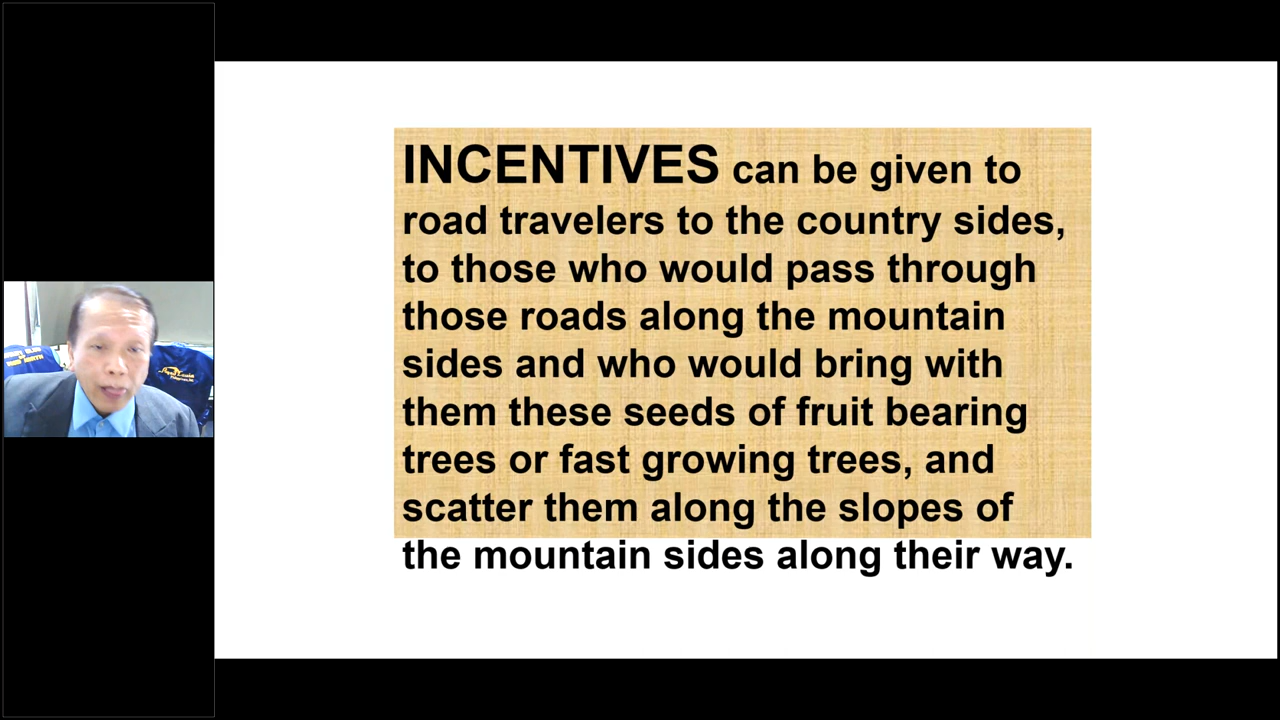 INCENTIVES can be given to
road travelers to the country sides,
to those who would pass through
those roads along the mountain
sides and who would bring with
them these seeds of fruit bearing
trees or fast growing trees, and
scatter them along the slopes of
the mountain sides along their way.